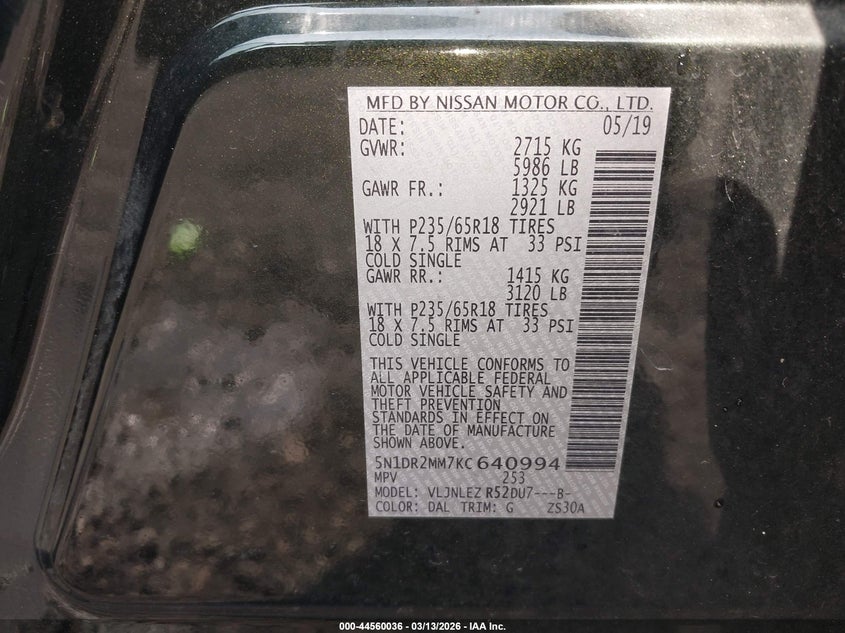 MFD BY NISSAN MOTOR CO., LTD.
DATE: 05/19
GVWR: 2715 KG
5986 LB
GAWR FR.: 1325 KG
2921 LB
WITH P235/65R18 TIRES
18 X 7.5 RIMS AT 33 PSI
COLD SINGLE
GAWR RR.: 1415 KG
3120 LB
WITH P235/65R18 TIRES
18 X 7.5 RIMS AT 33 PSI
COLD SINGLE
THIS VEHICLE CONFORMS TO
ALL APPLICABLE FEDERAL
MOTOR VEHICLE SAFETY AND
THEFT PREVENTION
STANDARDS IN EFFECT ON
THE DATE OF MANUFACTURE
SHOWN ABOVE.
5N1DR2MM7KC640994
MPV 253
MODEL: VLJNLEZ R52DU7---B-
COLOR: DAL TRIM: G ZS30A
000-44560036 - 03/13/2026 - IAA Inc.